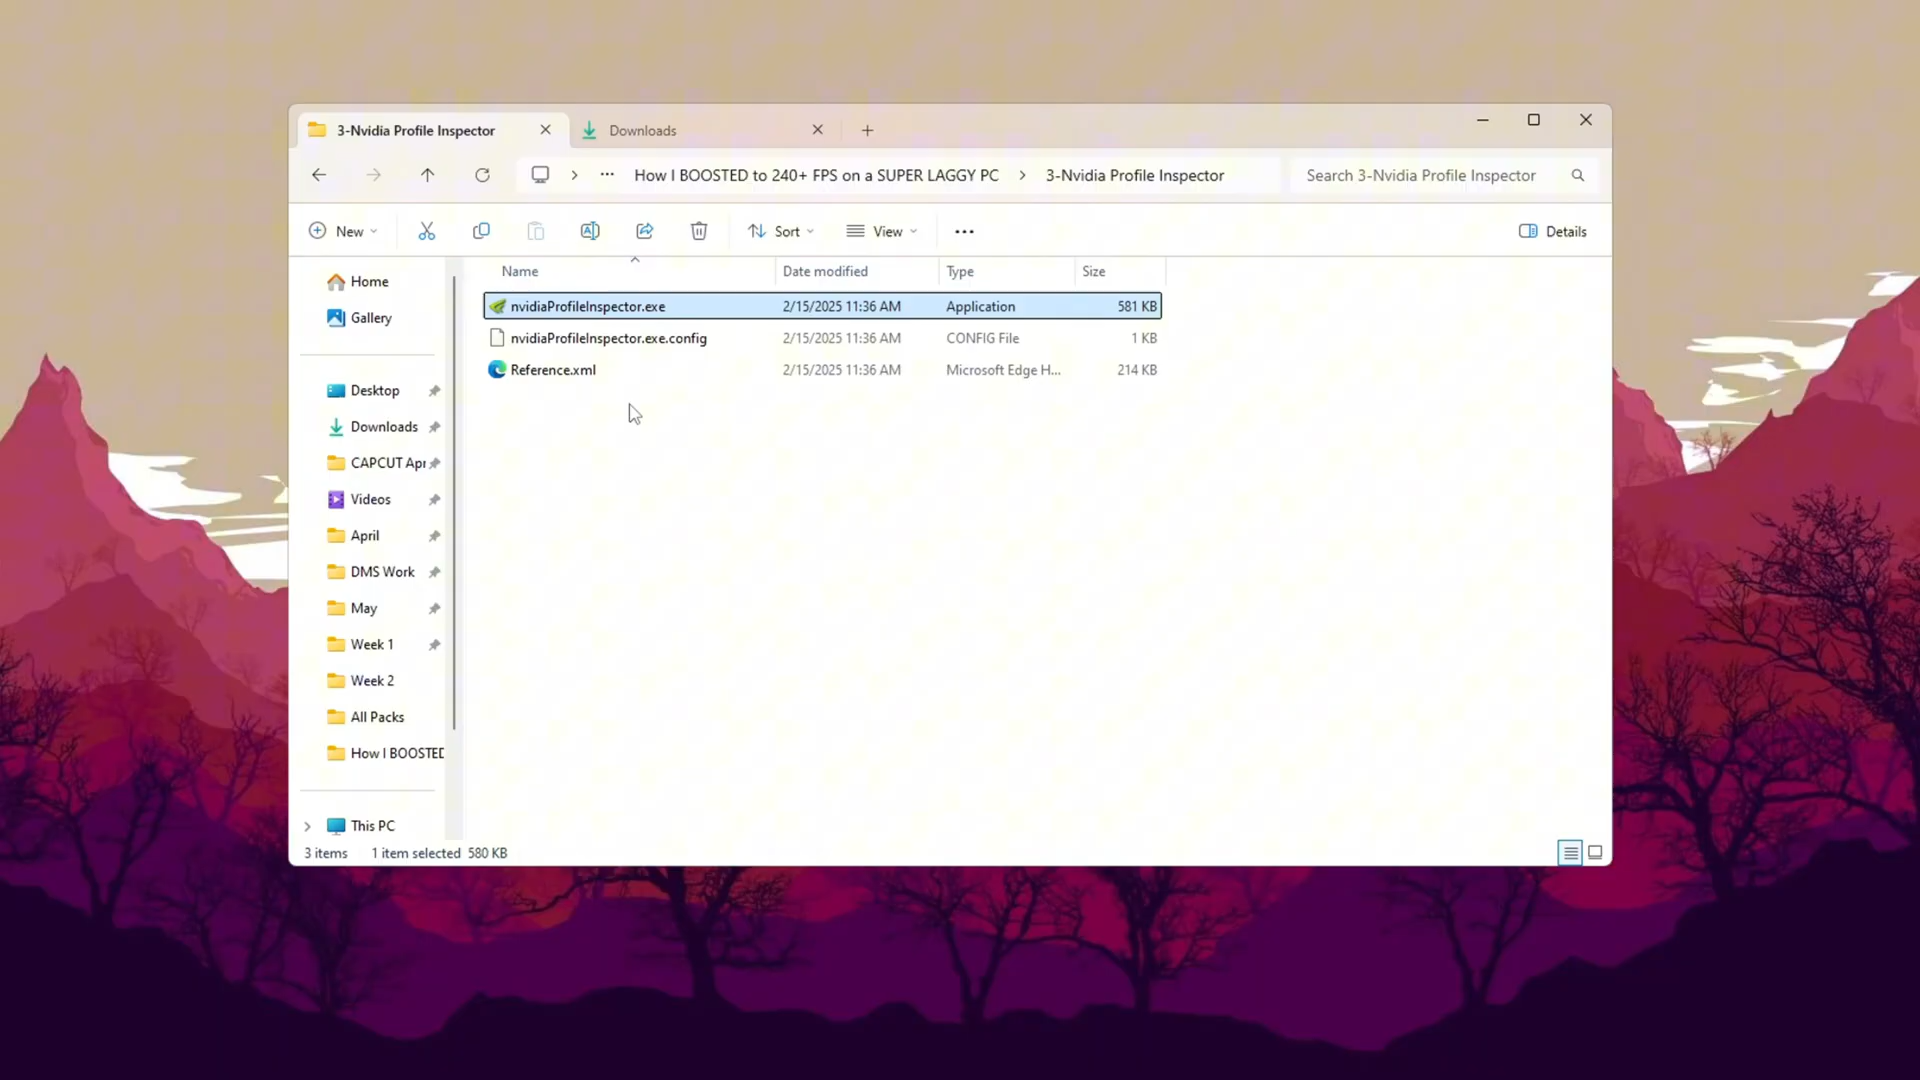 3-Nvidia Profile Inspector
Downloads
How I BOOSTED to 240+ FPS on a SUPER LAGGY PC
3-Nvidia Profile Inspector
Search 3-Nvidia Profile Inspector
New
Sort
View
Details
Name
Date modified
Type
Size
nvidiaProfileInspector.exe 2/15/2025 11:36 AM Application 581 KB
nvidiaProfileInspector.exe.config 2/15/2025 11:36 AM CONFIG File 1 KB
Reference.xml 2/15/2025 11:36 AM Microsoft Edge H... 214 KB
Home
Gallery
Desktop
Downloads
CAPCUT Apr
Videos
April
DMS Work
May
Week 1
Week 2
All Packs
How I BOOSTED
This PC
3 items 1 item selected 580 KB